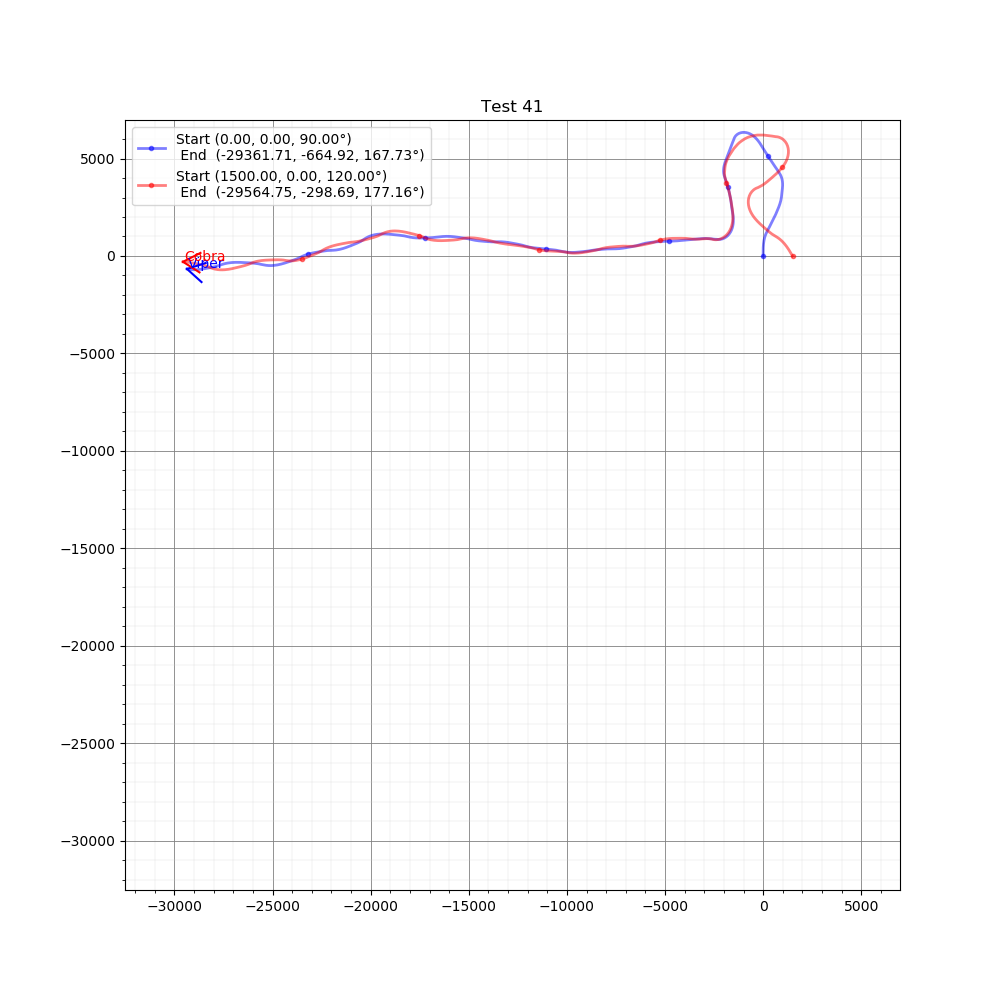 Test 41
Start (0.00, 0.00, 90.00°)
End  (-29361.71, -664.92, 167.73°)
Start (1500.00, 0.00, 120.00°)
End  (-29564.75, -298.69, 177.16°)
5000
0
−5000
−10000
−15000
−20000
−25000
−30000
Cobra
Viper
−30000 −25000 −20000 −15000 −10000 −5000 0 5000